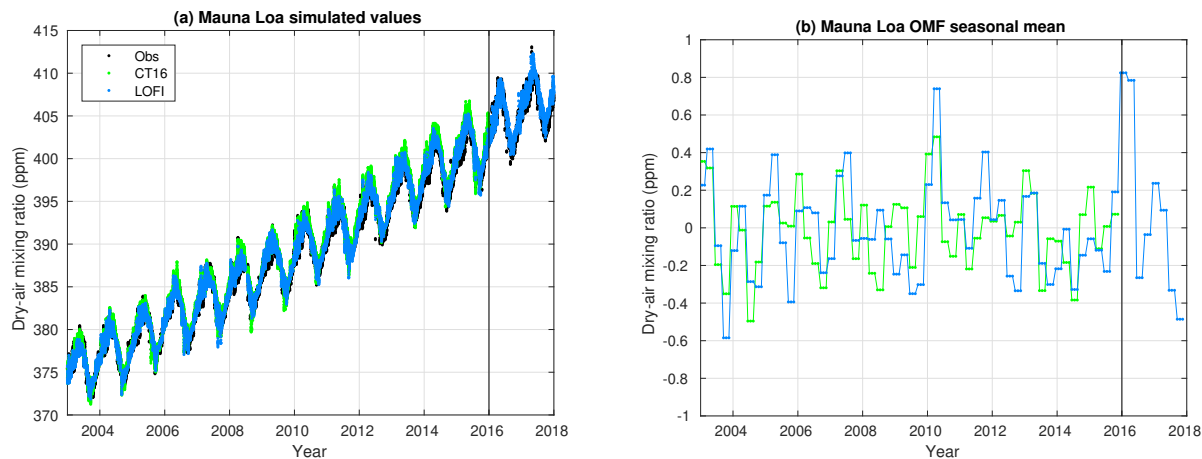 (a) Mauna Loa simulated values
Dry-air mixing ratio (ppm)
415
410
405
400
395
390
385
380
375
370
Obs
CT16
LOFI
2004 2006 2008 2010 2012 2014 2016 2018
Year
(b) Mauna Loa OMF seasonal mean
Dry-air mixing ratio (ppm)
1
0.8
0.6
0.4
0.2
0
-0.2
-0.4
-0.6
-0.8
-1
2004 2006 2008 2010 2012 2014 2016 2018
Year